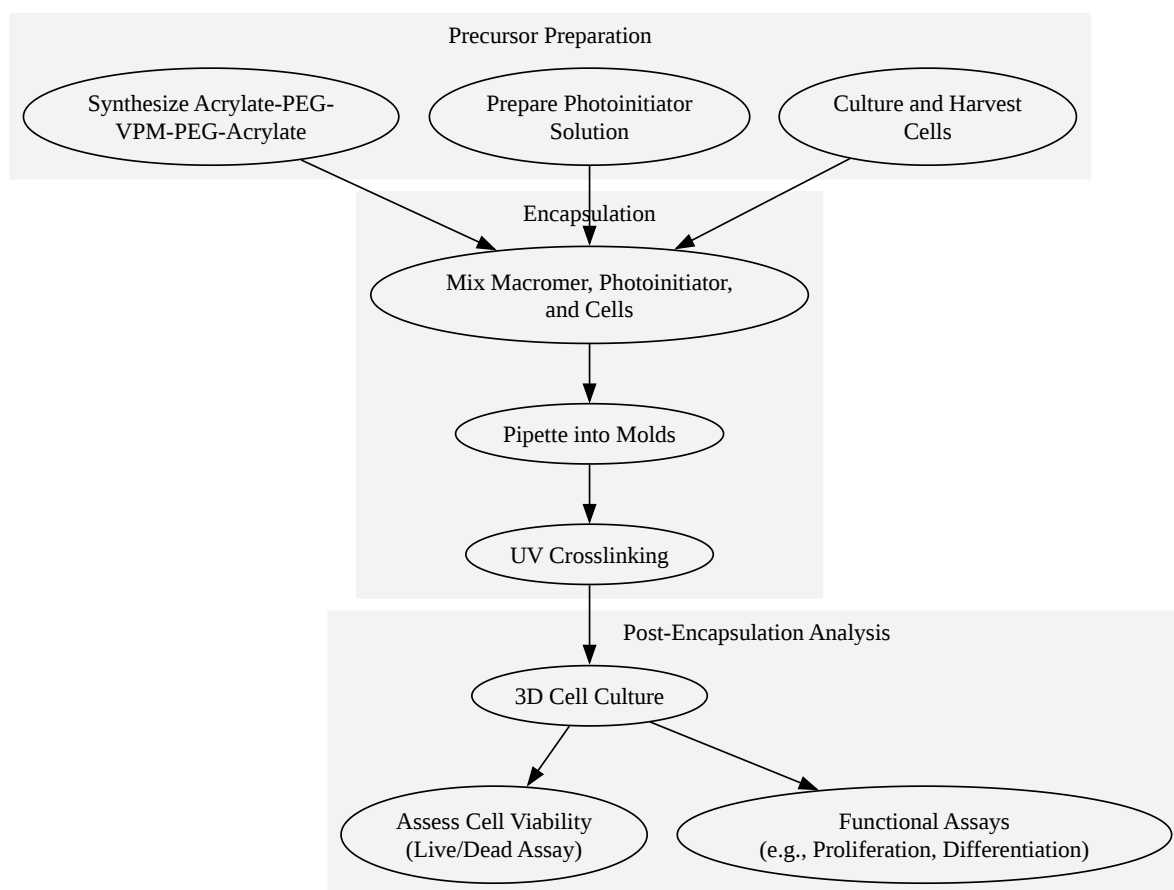 Precursor Preparation
Synthesize Acrylate-PEG-
VPM-PEG-Acrylate
Prepare Photoinitiator
Solution
Culture and Harvest
Cells
Encapsulation
Mix Macromer, Photoinitiator,
and Cells
Pipette into Molds
UV Crosslinking
Post-Encapsulation Analysis
3D Cell Culture
Assess Cell Viability
(Live/Dead Assay)
Functional Assays
(e.g., Proliferation, Differentiation)